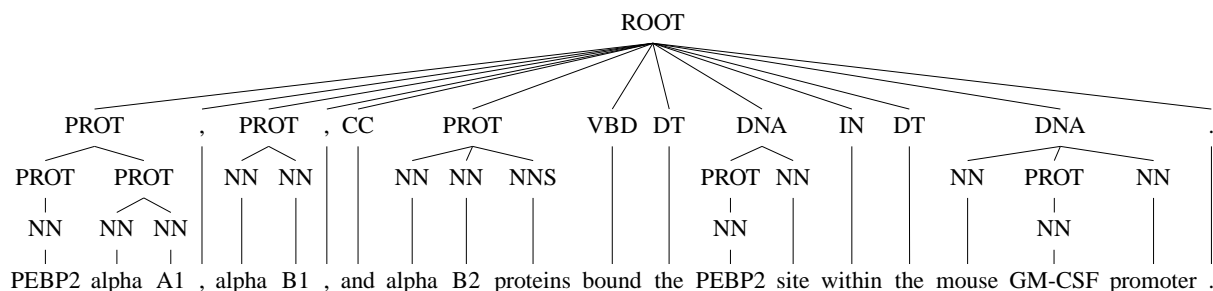 ROOT
PROT , PROT , CC PROT VBD DT DNA IN DT DNA .
PROT PROT NN NN NN NN NNS PROT NN NN PROT NN
NN NN NN NN NN
PEBP2 alpha A1 , alpha B1 , and alpha B2 proteins bound the PEBP2 site within the mouse GM-CSF promoter .